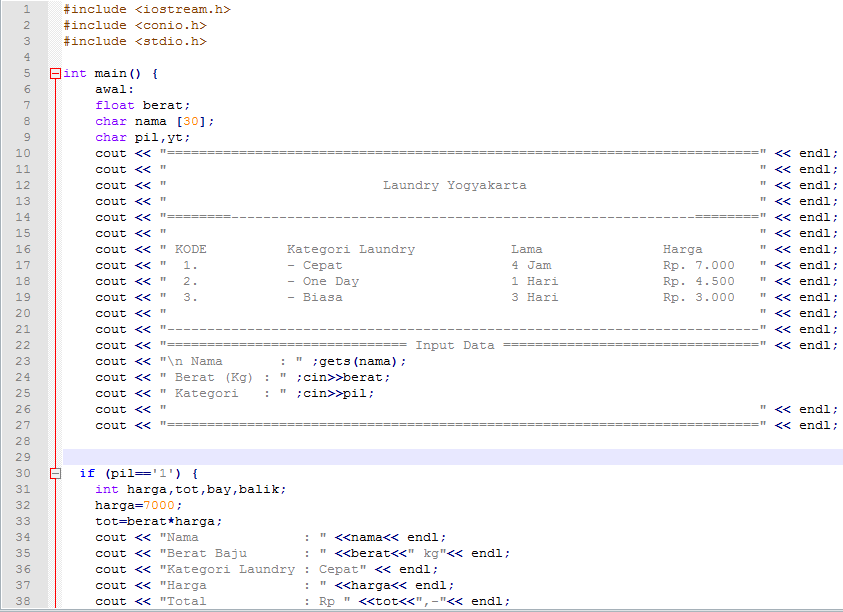 1 #include <iostream.h>
2 #include <conio.h>
3 #include <stdio.h>
4
5 int main() {
6 awal:
7 float berat;
8 char nama [30];
9 char pil,yt;
10 cout << "==========================================================================" << endl;
11 cout << "                                                                          " << endl;
12 cout << "                           Laundry Yogyakarta                             " << endl;
13 cout << "                                                                          " << endl;
14 cout << "========----------------------------------------------------------========" << endl;
15 cout << "                                                                          " << endl;
16 cout << " KODE          Kategori Laundry            Lama               Harga       " << endl;
17 cout << "  1.           - Cepat                     4 Jam              Rp. 7.000   " << endl;
18 cout << "  2.           - One Day                   1 Hari             Rp. 4.500   " << endl;
19 cout << "  3.           - Biasa                     3 Hari             Rp. 3.000   " << endl;
20 cout << "                                                                          " << endl;
21 cout << "--------------------------------------------------------------------------" << endl;
22 cout << "============================== Input Data ================================" << endl;
23 cout << "\n Nama       : " ;gets(nama);
24 cout << " Berat (Kg) : " ;cin>>berat;
25 cout << " Kategori   : " ;cin>>pil;
26 cout << "                                                                          " << endl;
27 cout << "==========================================================================" << endl;
28
29
30 if (pil=='1') {
31 int harga,tot,bay,balik;
32 harga=7000;
33 tot=berat*harga;
34 cout << "Nama             : " <<nama<< endl;
35 cout << "Berat Baju       : " <<berat<<" kg"<< endl;
36 cout << "Kategori Laundry : Cepat" << endl;
37 cout << "Harga            : " <<harga<< endl;
38 cout << "Total            : Rp " <<tot<<",-"<< endl;